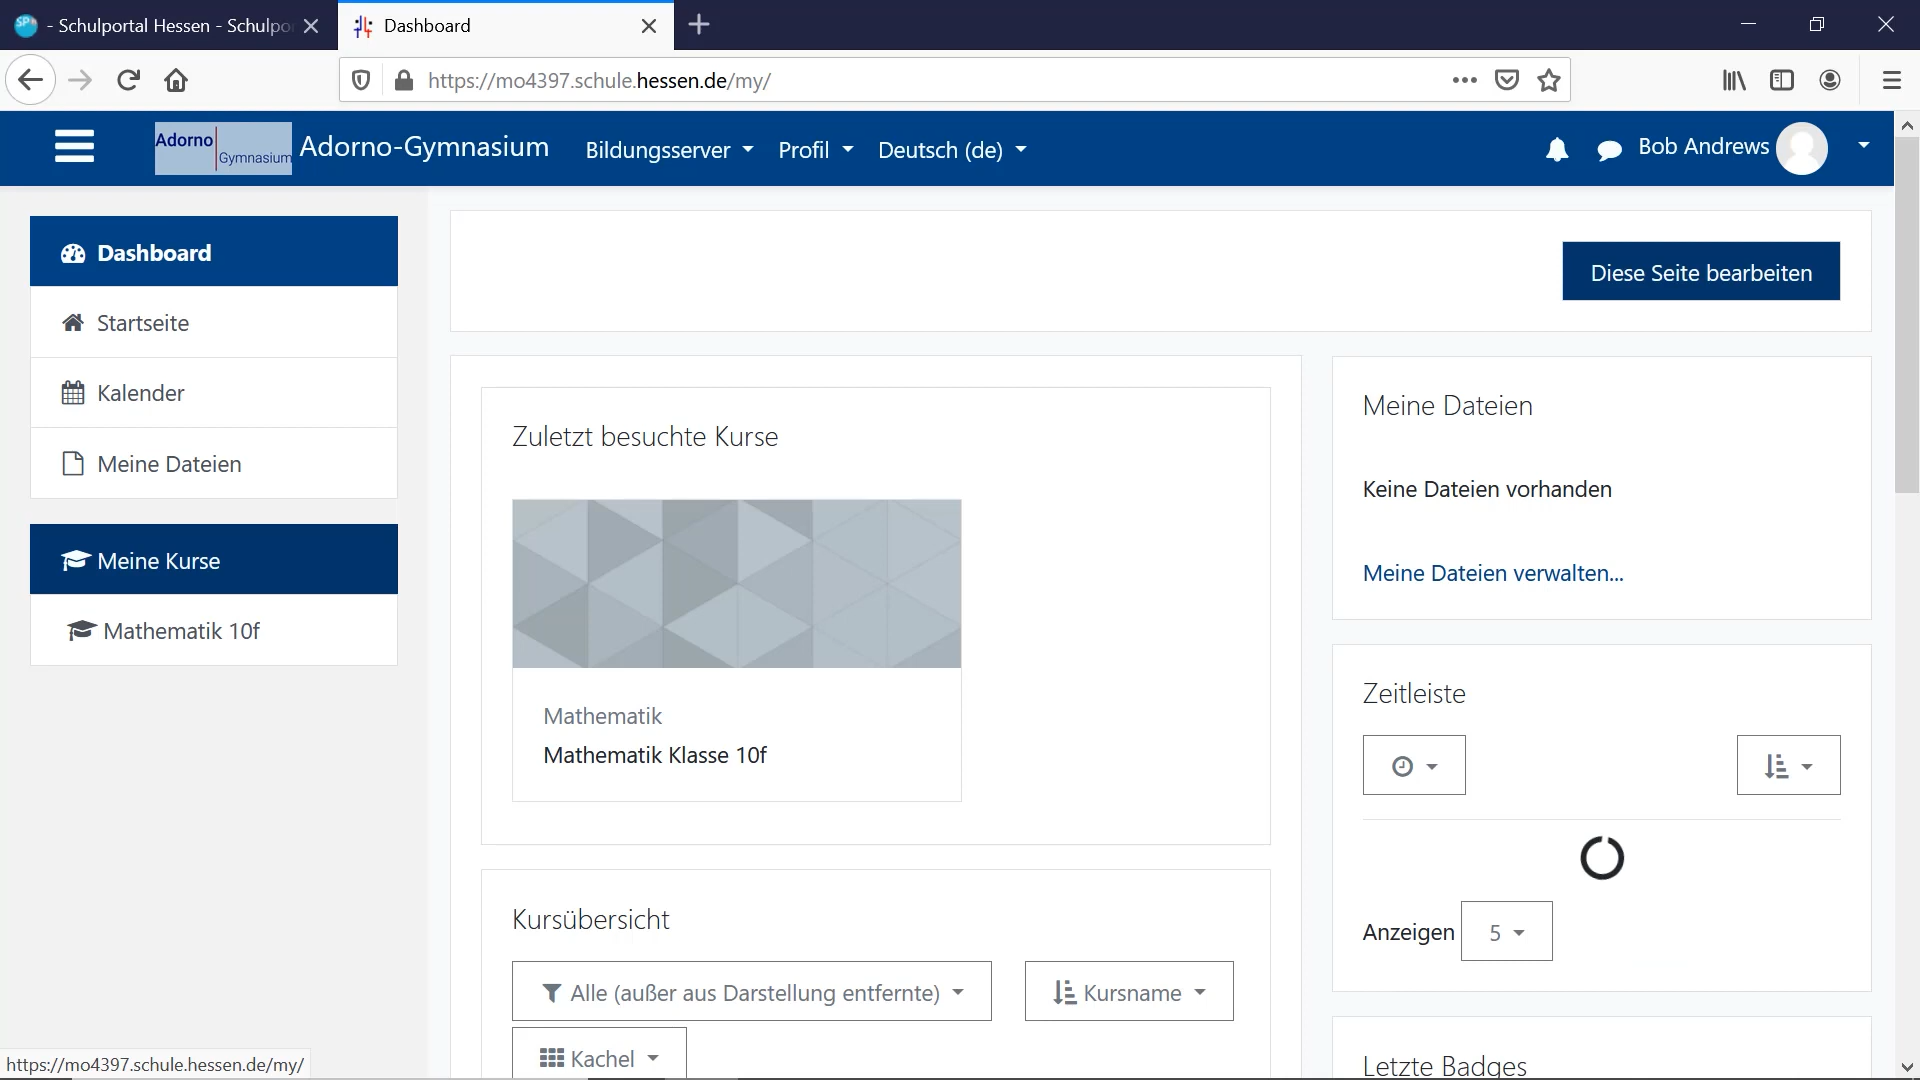 - Schulportal Hessen - Schulpo
Dashboard
https://mo4397.schule.hessen.de/my/
Adorno
Gymnasium
Adorno-Gymnasium
Bildungsserver
Profil
Deutsch (de)
Bob Andrews
Dashboard
Startseite
Kalender
Meine Dateien
Meine Kurse
Mathematik 10f
Diese Seite bearbeiten
Zuletzt besuchte Kurse
Mathematik
Mathematik Klasse 10f
Kursübersicht
Alle (außer aus Darstellung entfernte)
Kursname
Kachel
Meine Dateien
Keine Dateien vorhanden
Meine Dateien verwalten...
Zeitleiste
Anzeigen 5
Letzte Badges
https://mo4397.schule.hessen.de/my/